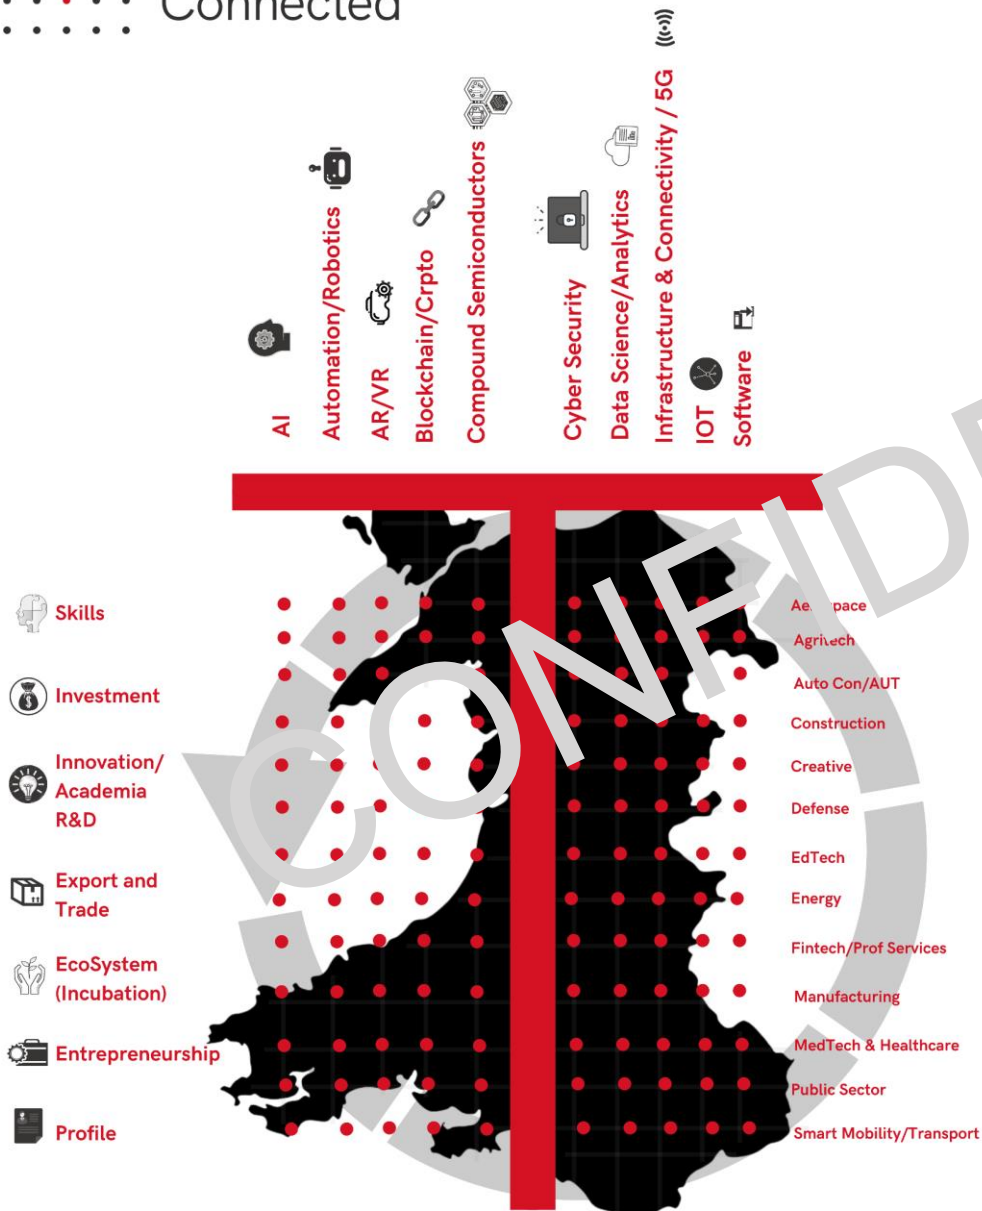 Connected
AI
Automation/Robotics
AR/VR
Blockchain/Crpto
Compound Semiconductors
Cyber Security
Data Science/Analytics
Infrastructure & Connectivity / 5G
IOT
Software
Skills
Investment
Innovation/
Academia
R&D
Export and
Trade
EcoSystem
(Incubation)
Entrepreneurship
Profile
Agritech
Auto Con/AUT
Construction
Creative
Defense
EdTech
Energy
Fintech/Prof Services
Manufacturing
MedTech & Healthcare
Public Sector
Smart Mobility/Transport